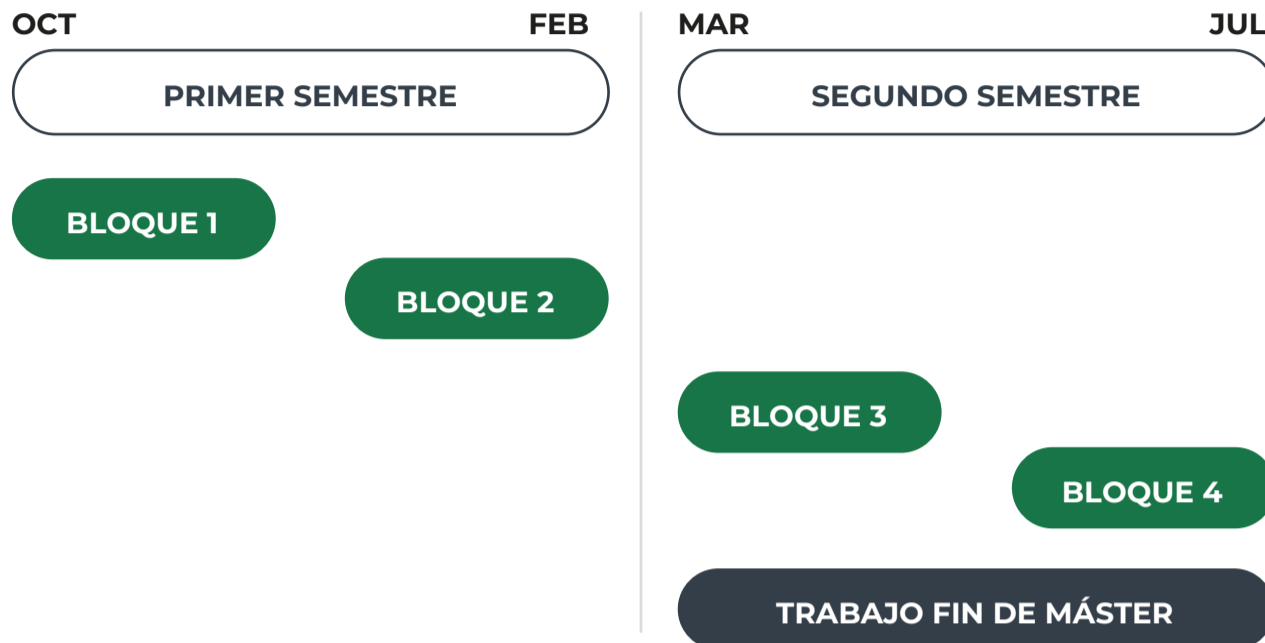 OCT FEB MAR JUL
PRIMER SEMESTRE SEGUNDO SEMESTRE
BLOQUE 1
BLOQUE 2
BLOQUE 3
BLOQUE 4
TRABAJO FIN DE MÁSTER